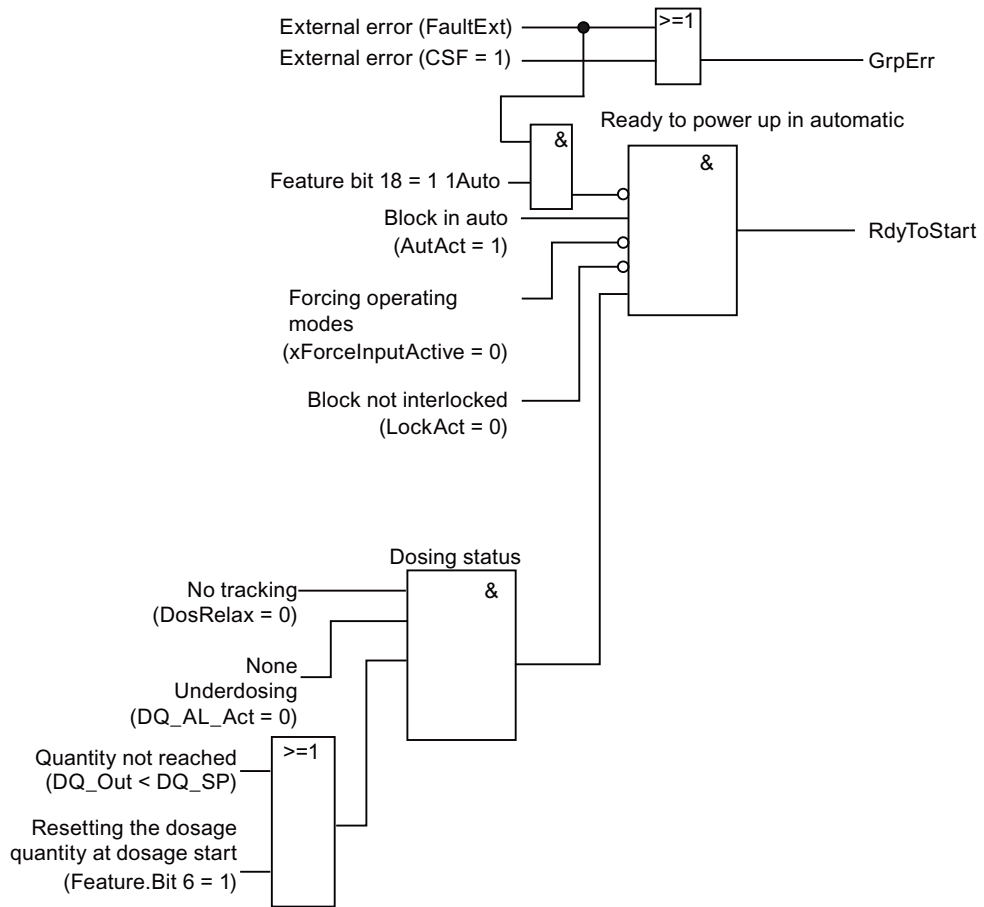 External error (FaultExt)
>=1
External error (CSF = 1)
GrpErr
Ready to power up in automatic
&
&
Feature bit 18 = 1 1Auto
Block in auto
(AutAct = 1)
RdyToStart
Forcing operating
modes
(xForceInputActive = 0)
Block not interlocked
(LockAct = 0)
Dosing status
&
No tracking
(DosRelax = 0)
None
Underdosing
(DQ_AL_Act = 0)
>=1
Quantity not reached
(DQ_Out < DQ_SP)
Resetting the dosage
quantity at dosage start
(Feature.Bit 6 = 1)